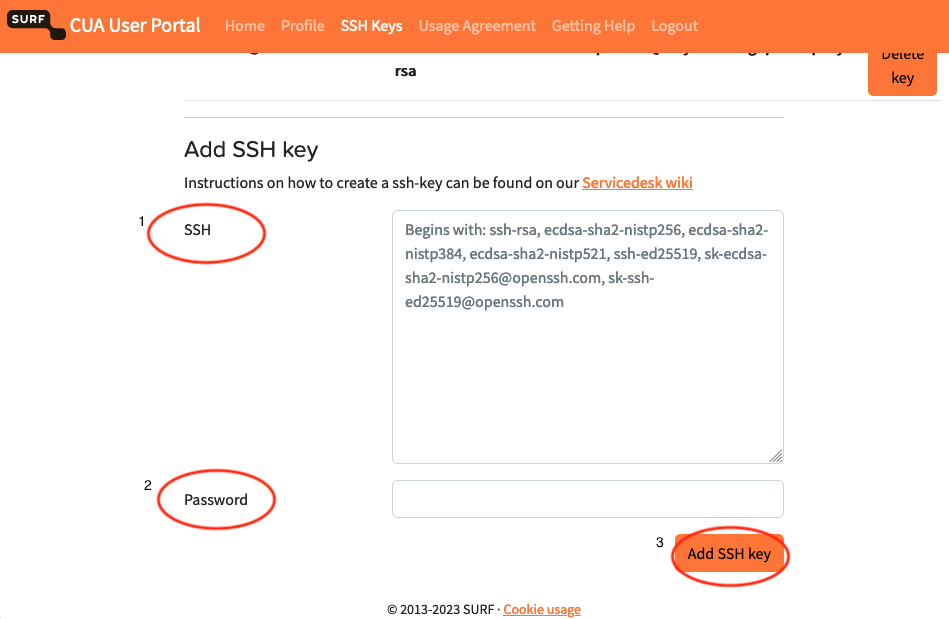 SURF
CUA User Portal Home Profile SSH Keys Usage Agreement Getting Help Logout
Delete
rsa
key
Add SSH key
Instructions on how to create a ssh-key can be found on our Servicedesk wiki
1
SSH
Begins with: ssh-rsa, ecdsa-sha2-nistp256, ecdsa-sha2-
nistp384, ecdsa-sha2-nistp521, ssh-ed25519, sk-ecdsa-
sha2-nistp256@openssh.com, sk-ssh-
ed25519@openssh.com
2
Password
3
Add SSH key
© 2013-2023 SURF · Cookie usage